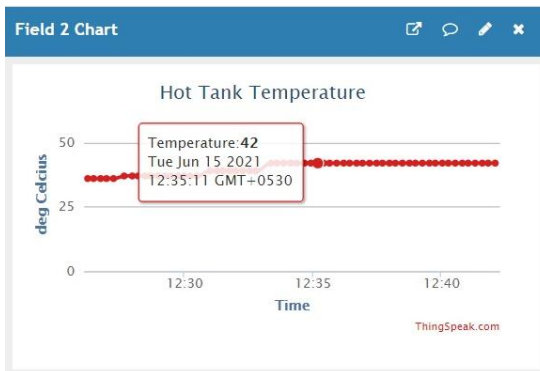 Field 2 Chart
Hot Tank Temperature
50
25
0
deg Celcius
Temperature:42
Tue Jun 15 2021
12:35:11 GMT+0530
12:30
12:35
12:40
Time
ThingSpeak.com